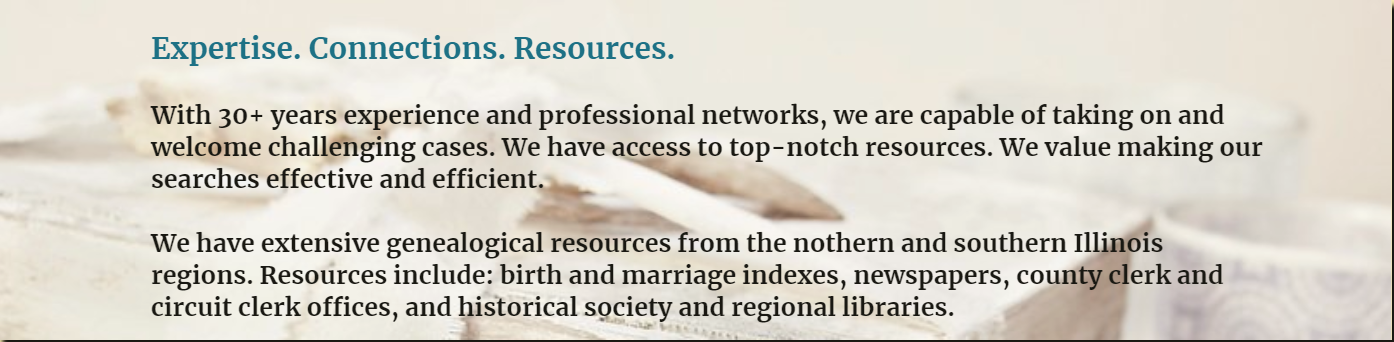 Expertise. Connections. Resources.
With 30+ years experience and professional networks, we are capable of taking on and
welcome challenging cases. We have access to top-notch resources. We value making our
searches effective and efficient.
We have extensive genealogical resources from the nothern and southern Illinois
regions. Resources include: birth and marriage indexes, newspapers, county clerk and
circuit clerk offices, and historical society and regional libraries.